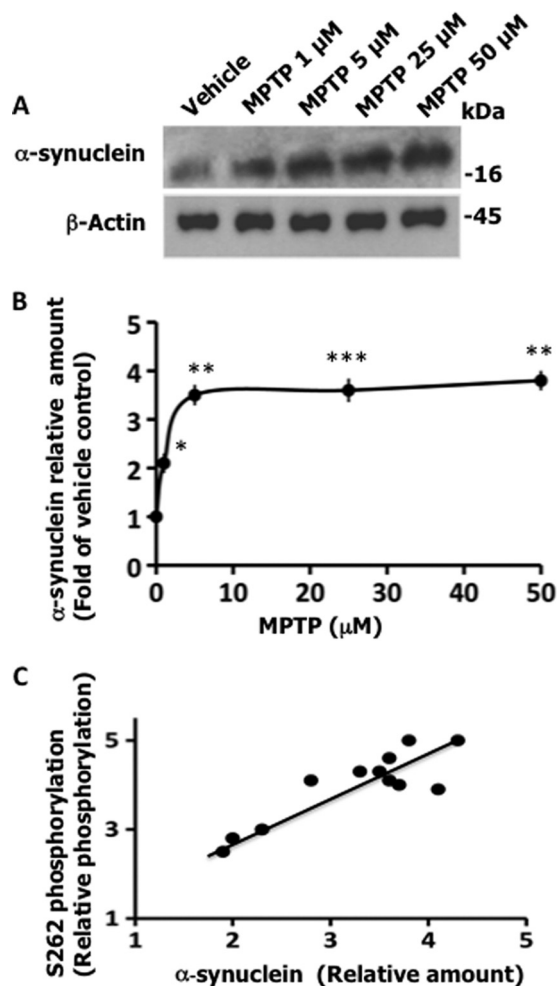 A
Vehicle
MPTP 1 μM
MPTP 5 μM
MPTP 25 μM
MPTP 50 μM
kDa
α-synuclein
-16
β-Actin
-45
B
α-synuclein relative amount
(Fold of vehicle control)
5
4
3
2
1
0
*
**
***
**
0
10
20
30
40
50
MPTP (μM)
C
S262 phosphorylation
(Relative phosphorylation)
5
3
1
1
2
3
4
5
α-synuclein (Relative amount)